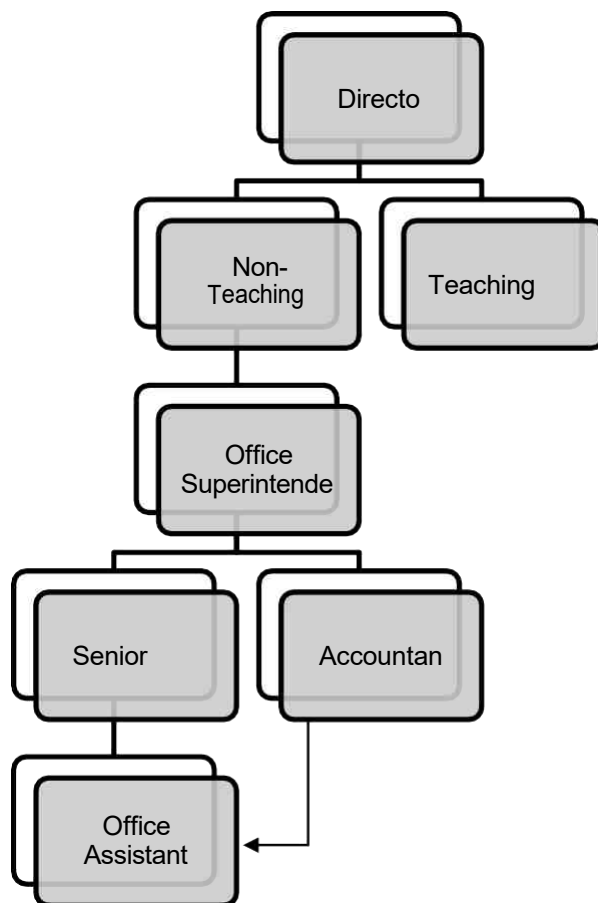 Directo
Non-
Teaching
Teaching
Office
Superintende
Senior
Accountan
Office
Assistant